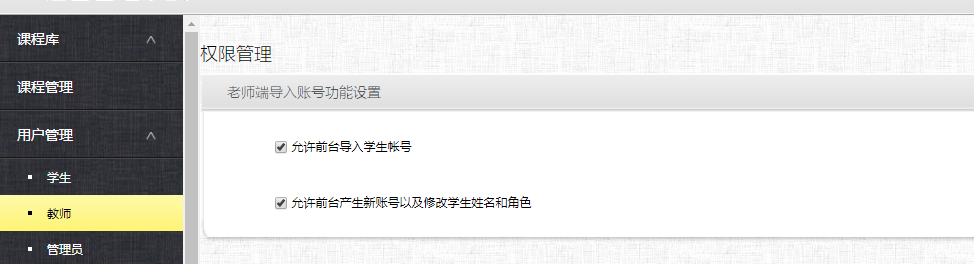 课程库
课程管理
用户管理
学生
教师
管理员
权限管理
老师端导入账号功能设置
允许前台导入学生帐号
允许前台产生新账号以及修改学生姓名和角色